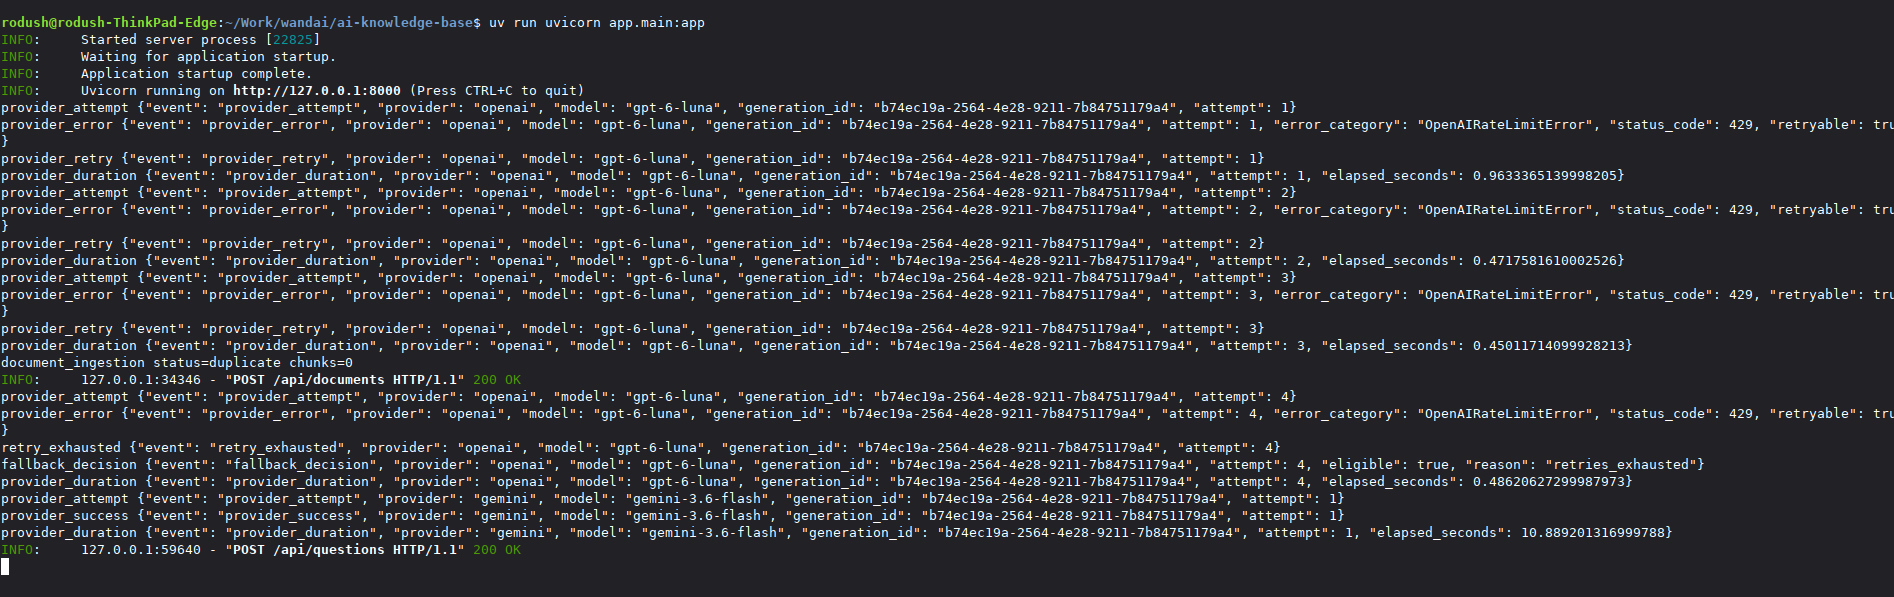 rodush@rodush-ThinkPad-Edge:~/Work/wandai/ai-knowledge-base$ uv run uvicorn app.main:app
INFO:     Started server process [22825]
INFO:     Waiting for application startup.
INFO:     Application startup complete.
INFO:     Uvicorn running on http://127.0.0.1:8000 (Press CTRL+C to quit)
provider_attempt {"event": "provider_attempt", "provider": "openai", "model": "gpt-6-luna", "generation_id": "b74ec19a-2564-4e28-9211-7b84751179a4", "attempt": 1}
provider_error {"event": "provider_error", "provider": "openai", "model": "gpt-6-luna", "generation_id": "b74ec19a-2564-4e28-9211-7b84751179a4", "attempt": 1, "error_category": "OpenAIRateLimitError", "status_code": 429, "retryable": tru
}
provider_retry {"event": "provider_retry", "provider": "openai", "model": "gpt-6-luna", "generation_id": "b74ec19a-2564-4e28-9211-7b84751179a4", "attempt": 1}
provider_duration {"event": "provider_duration", "provider": "openai", "model": "gpt-6-luna", "generation_id": "b74ec19a-2564-4e28-9211-7b84751179a4", "attempt": 1, "elapsed_seconds": 0.9633365139998205}
provider_attempt {"event": "provider_attempt", "provider": "openai", "model": "gpt-6-luna", "generation_id": "b74ec19a-2564-4e28-9211-7b84751179a4", "attempt": 2}
provider_error {"event": "provider_error", "provider": "openai", "model": "gpt-6-luna", "generation_id": "b74ec19a-2564-4e28-9211-7b84751179a4", "attempt": 2, "error_category": "OpenAIRateLimitError", "status_code": 429, "retryable": tru
}
provider_retry {"event": "provider_retry", "provider": "openai", "model": "gpt-6-luna", "generation_id": "b74ec19a-2564-4e28-9211-7b84751179a4", "attempt": 2}
provider_duration {"event": "provider_duration", "provider": "openai", "model": "gpt-6-luna", "generation_id": "b74ec19a-2564-4e28-9211-7b84751179a4", "attempt": 2, "elapsed_seconds": 0.4717581610002526}
provider_attempt {"event": "provider_attempt", "provider": "openai", "model": "gpt-6-luna", "generation_id": "b74ec19a-2564-4e28-9211-7b84751179a4", "attempt": 3}
provider_error {"event": "provider_error", "provider": "openai", "model": "gpt-6-luna", "generation_id": "b74ec19a-2564-4e28-9211-7b84751179a4", "attempt": 3, "error_category": "OpenAIRateLimitError", "status_code": 429, "retryable": tru
}
provider_retry {"event": "provider_retry", "provider": "openai", "model": "gpt-6-luna", "generation_id": "b74ec19a-2564-4e28-9211-7b84751179a4", "attempt": 3}
provider_duration {"event": "provider_duration", "provider": "openai", "model": "gpt-6-luna", "generation_id": "b74ec19a-2564-4e28-9211-7b84751179a4", "attempt": 3, "elapsed_seconds": 0.45011714099928213}
document_ingestion status=duplicate chunks=0
INFO:     127.0.0.1:34346 - "POST /api/documents HTTP/1.1" 200 OK
provider_attempt {"event": "provider_attempt", "provider": "openai", "model": "gpt-6-luna", "generation_id": "b74ec19a-2564-4e28-9211-7b84751179a4", "attempt": 4}
provider_error {"event": "provider_error", "provider": "openai", "model": "gpt-6-luna", "generation_id": "b74ec19a-2564-4e28-9211-7b84751179a4", "attempt": 4, "error_category": "OpenAIRateLimitError", "status_code": 429, "retryable": tru
}
retry_exhausted {"event": "retry_exhausted", "provider": "openai", "model": "gpt-6-luna", "generation_id": "b74ec19a-2564-4e28-9211-7b84751179a4", "attempt": 4}
fallback_decision {"event": "fallback_decision", "provider": "openai", "model": "gpt-6-luna", "generation_id": "b74ec19a-2564-4e28-9211-7b84751179a4", "attempt": 4, "eligible": true, "reason": "retries_exhausted"}
provider_duration {"event": "provider_duration", "provider": "openai", "model": "gpt-6-luna", "generation_id": "b74ec19a-2564-4e28-9211-7b84751179a4", "attempt": 4, "elapsed_seconds": 0.48620627299987973}
provider_attempt {"event": "provider_attempt", "provider": "gemini", "model": "gemini-3.6-flash", "generation_id": "b74ec19a-2564-4e28-9211-7b84751179a4", "attempt": 1}
provider_success {"event": "provider_success", "provider": "gemini", "model": "gemini-3.6-flash", "generation_id": "b74ec19a-2564-4e28-9211-7b84751179a4", "attempt": 1}
provider_duration {"event": "provider_duration", "provider": "gemini", "model": "gemini-3.6-flash", "generation_id": "b74ec19a-2564-4e28-9211-7b84751179a4", "attempt": 1, "elapsed_seconds": 10.889201316999788}
INFO:     127.0.0.1:59640 - "POST /api/questions HTTP/1.1" 200 OK